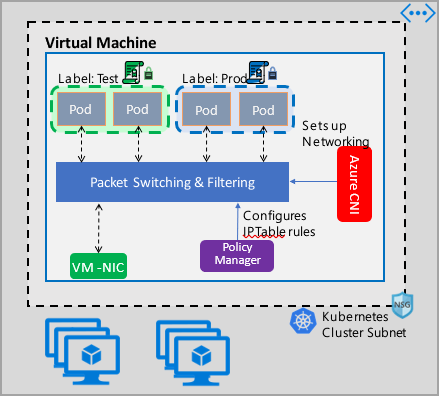 Virtual Machine
Label: Test
Label: Prod
Pod
Pod
Pod
Pod
Sets up
Networking
Packet Switching & Filtering
Azure CNI
Configures
IPTable rules
Policy
Manager
VM -NIC
NSG
Kubernetes
Cluster Subnet